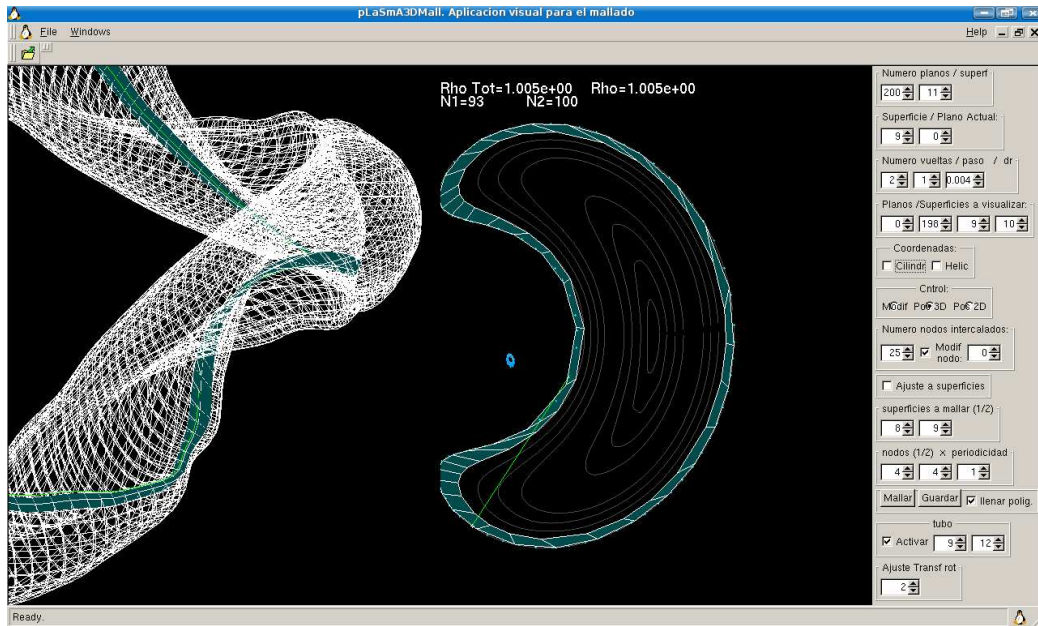 pLaSmA3DMall. Aplicacion visual para el mallado
File Windows Help
Rho Tot=1.005e+00 Rho=1.005e+00
N1=93 N2=100
Numero planos / superf
200 11
Superficie / Plano Actual:
9 0
Numero vueltas / paso / dr
2 1 0.004
Planos /Superficies a visualizar:
0 198 9 10
Coordenadas:
Cilindr Helic
Cntrol:
3D 2D
Numero nodos intercalados:
25 Modif nodo: 0
Ajuste a superficies
superficies a mallar (1/2)
8 9
nodos (1/2) × periodicidad
4 4 1
Mallar Guardar llenar polig.
tubo
Activar 9 12
Ajuste Transf rot
2
Ready.